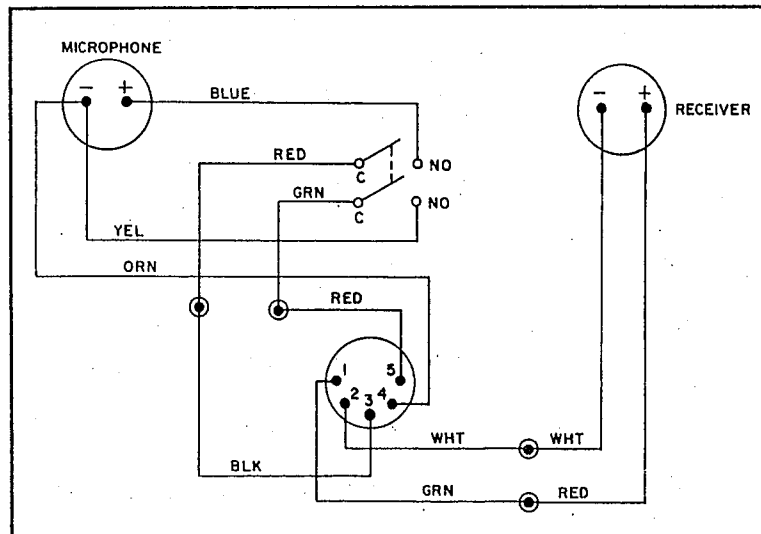 MICROPHONE
- +
BLUE
- +
RECEIVER
RED
C
NO
GRN
C
NO
YEL
ORN
RED
1 5
2 3 4
WHT WHT
BLK
GRN RED